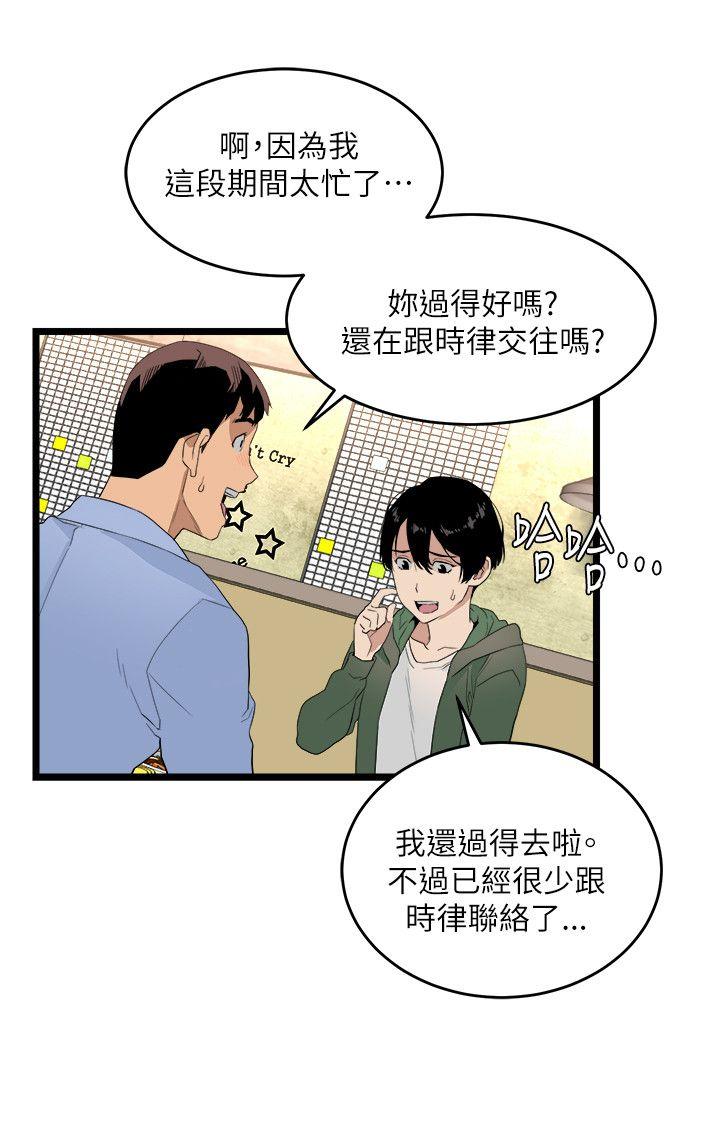 啊,因為我
這段期間太忙了…
妳過得好嗎?
還在跟時律交往嗎?
't Cry
哈哈...
我還過得去啦。
不過已經很少跟
時律聯絡了...